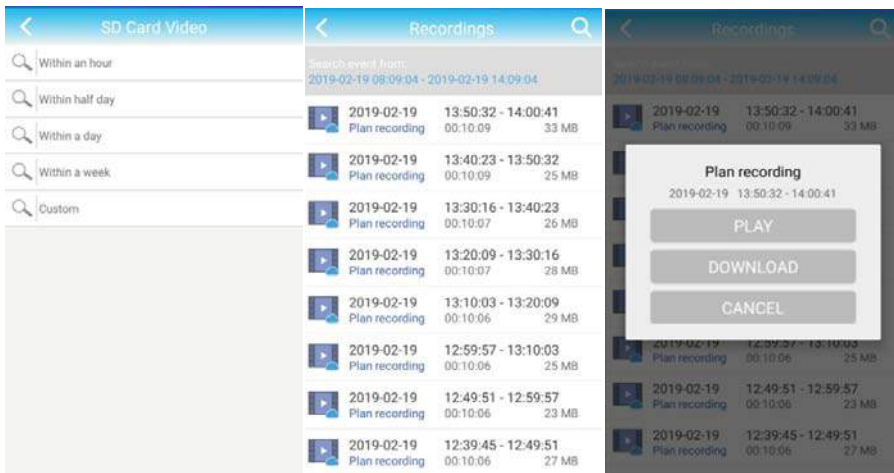 SD Card Video
Within an hour
Within half day
Within a day
Within a week
Custom
Recordings
Search event from:
2019-02-19 08:09:04 - 2019-02-19 14:09:04
2019-02-19 13:50:32 - 14:00:41
Plan recording 00:10:09 33 MB
2019-02-19 13:40:23 - 13:50:32
Plan recording 00:10:09 25 MB
2019-02-19 13:30:16 - 13:40:23
Plan recording 00:10:07 26 MB
2019-02-19 13:20:09 - 13:30:16
Plan recording 00:10:07 28 MB
2019-02-19 13:10:03 - 13:20:09
Plan recording 00:10:06 29 MB
2019-02-19 12:59:57 - 13:10:03
Plan recording 00:10:06 25 MB
2019-02-19 12:49:51 - 12:59:57
Plan recording 00:10:06 23 MB
2019-02-19 12:39:45 - 12:49:51
Plan recording 00:10:06 27 MB
Recordings
2019-02-19 08:09:04 - 2019-02-19 14:09:04
2019-02-19 13:50:32 - 14:00:41
Plan recording 00:10:09 33 MB
Plan recording
2019-02-19 13:50:32 - 14:00:41
PLAY
DOWNLOAD
CANCEL
2019-02-19 12:59:57 - 13:10:03
Plan recording 00:10:06 25 MB
2019-02-19 12:49:51 - 12:59:57
Plan recording 00:10:06 23 MB
2019-02-19 12:39:45 - 12:49:51
Plan recording 00:10:06 27 MB